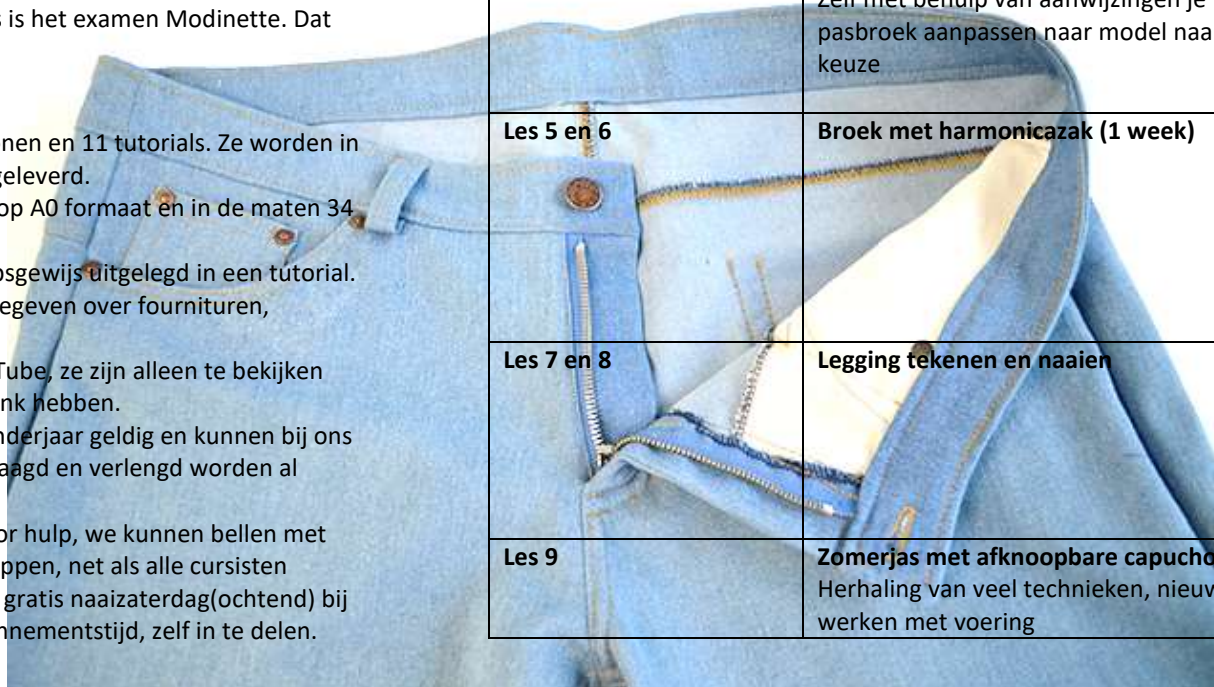 s is het examen Modinette. Dat
nen en 11 tutorials. Ze worden in
geleverd.
op A0 formaat en in de maten 34
osgewijs uitgelegd in een tutorial.
egeven over fournituren,
Tube, ze zijn alleen te bekijken
nk hebben.
nderjaar geldig en kunnen bij ons
aagd en verlengd worden al
or hulp, we kunnen bellen met
ppen, net als alle cursisten
gratis naaizaterdag(ochtend) bij
nnementstijd, zelf in te delen.
Zelf met behulp van aanwijzingen je
pasbroek aanpassen naar model naa
keuze
Les 5 en 6
Broek met harmonicazak (1 week)
Les 7 en 8
Legging tekenen en naaien
Les 9
Zomerjas met afknoopbare capucho
Herhaling van veel technieken, nieuw
werken met voering